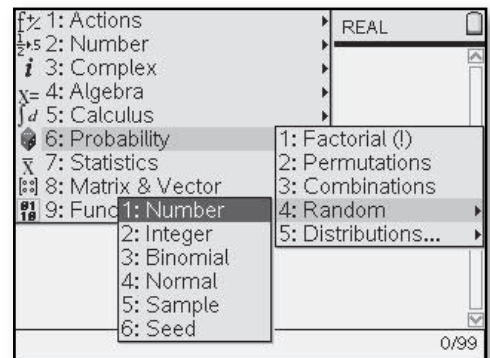 1: Actions
2: Number
3: Complex
4: Algebra
5: Calculus
6: Probability
7: Statistics
8: Matrix & Vector
9: Func
REAL
1: Factorial (!)
2: Permutations
3: Combinations
4: Random
5: Distributions...
1: Number
2: Integer
3: Binomial
4: Normal
5: Sample
6: Seed
0/99